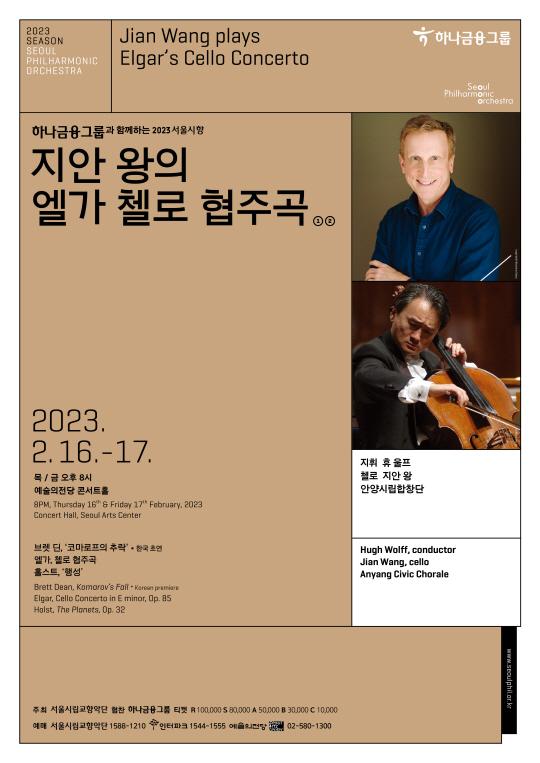 2023
SEASON
SEOUL
PHILHARMONIC
ORCHESTRA
Jian Wang plays
Elgar's Cello Concerto
하나금융그룹
Seoul
Philharmonic
orchestra
하나금융그룹과 함께하는 2023 서울시향
지안 왕의
엘가 첼로 협주곡 ① ②
2023.
2. 16.-17.
목 / 금 오후 8시
예술의전당 콘서트홀
8PM, Thursday 16th & Friday 17th February, 2023
Concert Hall, Seoul Arts Center
브렛 딘, '코마로프의 추락' • 한국 초연
엘가, 첼로 협주곡
홀스트, '행성'
Brett Dean, Komarov's Fall • Korean premiere
Elgar, Cello Concerto in E minor, Op. 85
Holst, The Planets, Op. 32
지휘 휴 울프
첼로 지안 왕
안양시립합창단
Hugh Wolff, conductor
Jian Wang, cello
Anyang Civic Chorale
www.seoulphil.or.kr
주최 서울시립교향악단 협찬 하나금융그룹 티켓 R 100,000 S 80,000 A 50,000 B 30,000 C 10,000
예매 서울시립교향악단 1588-1210 인터파크 1544-1555 예술의전당 02-580-1300